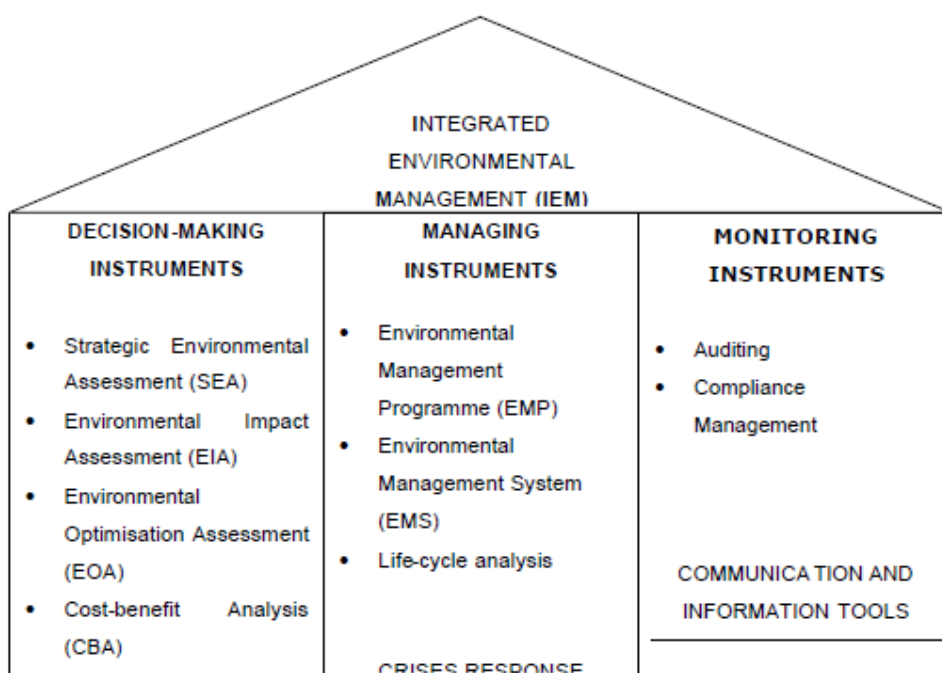 INTEGRATED
ENVIRONMENTAL
MANAGEMENT (IEM)
DECISION-MAKING
INSTRUMENTS
• Strategic Environmental
Assessment (SEA)
• Environmental Impact
Assessment (EIA)
• Environmental
Optimisation Assessment
(EOA)
• Cost-benefit Analysis
(CBA)
MANAGING
INSTRUMENTS
• Environmental
Management
Programme (EMP)
• Environmental
Management System
(EMS)
• Life-cycle analysis
CRISES RESPONSE
MONITORING
INSTRUMENTS
• Auditing
• Compliance
Management
COMMUNICATION AND
INFORMATION TOOLS